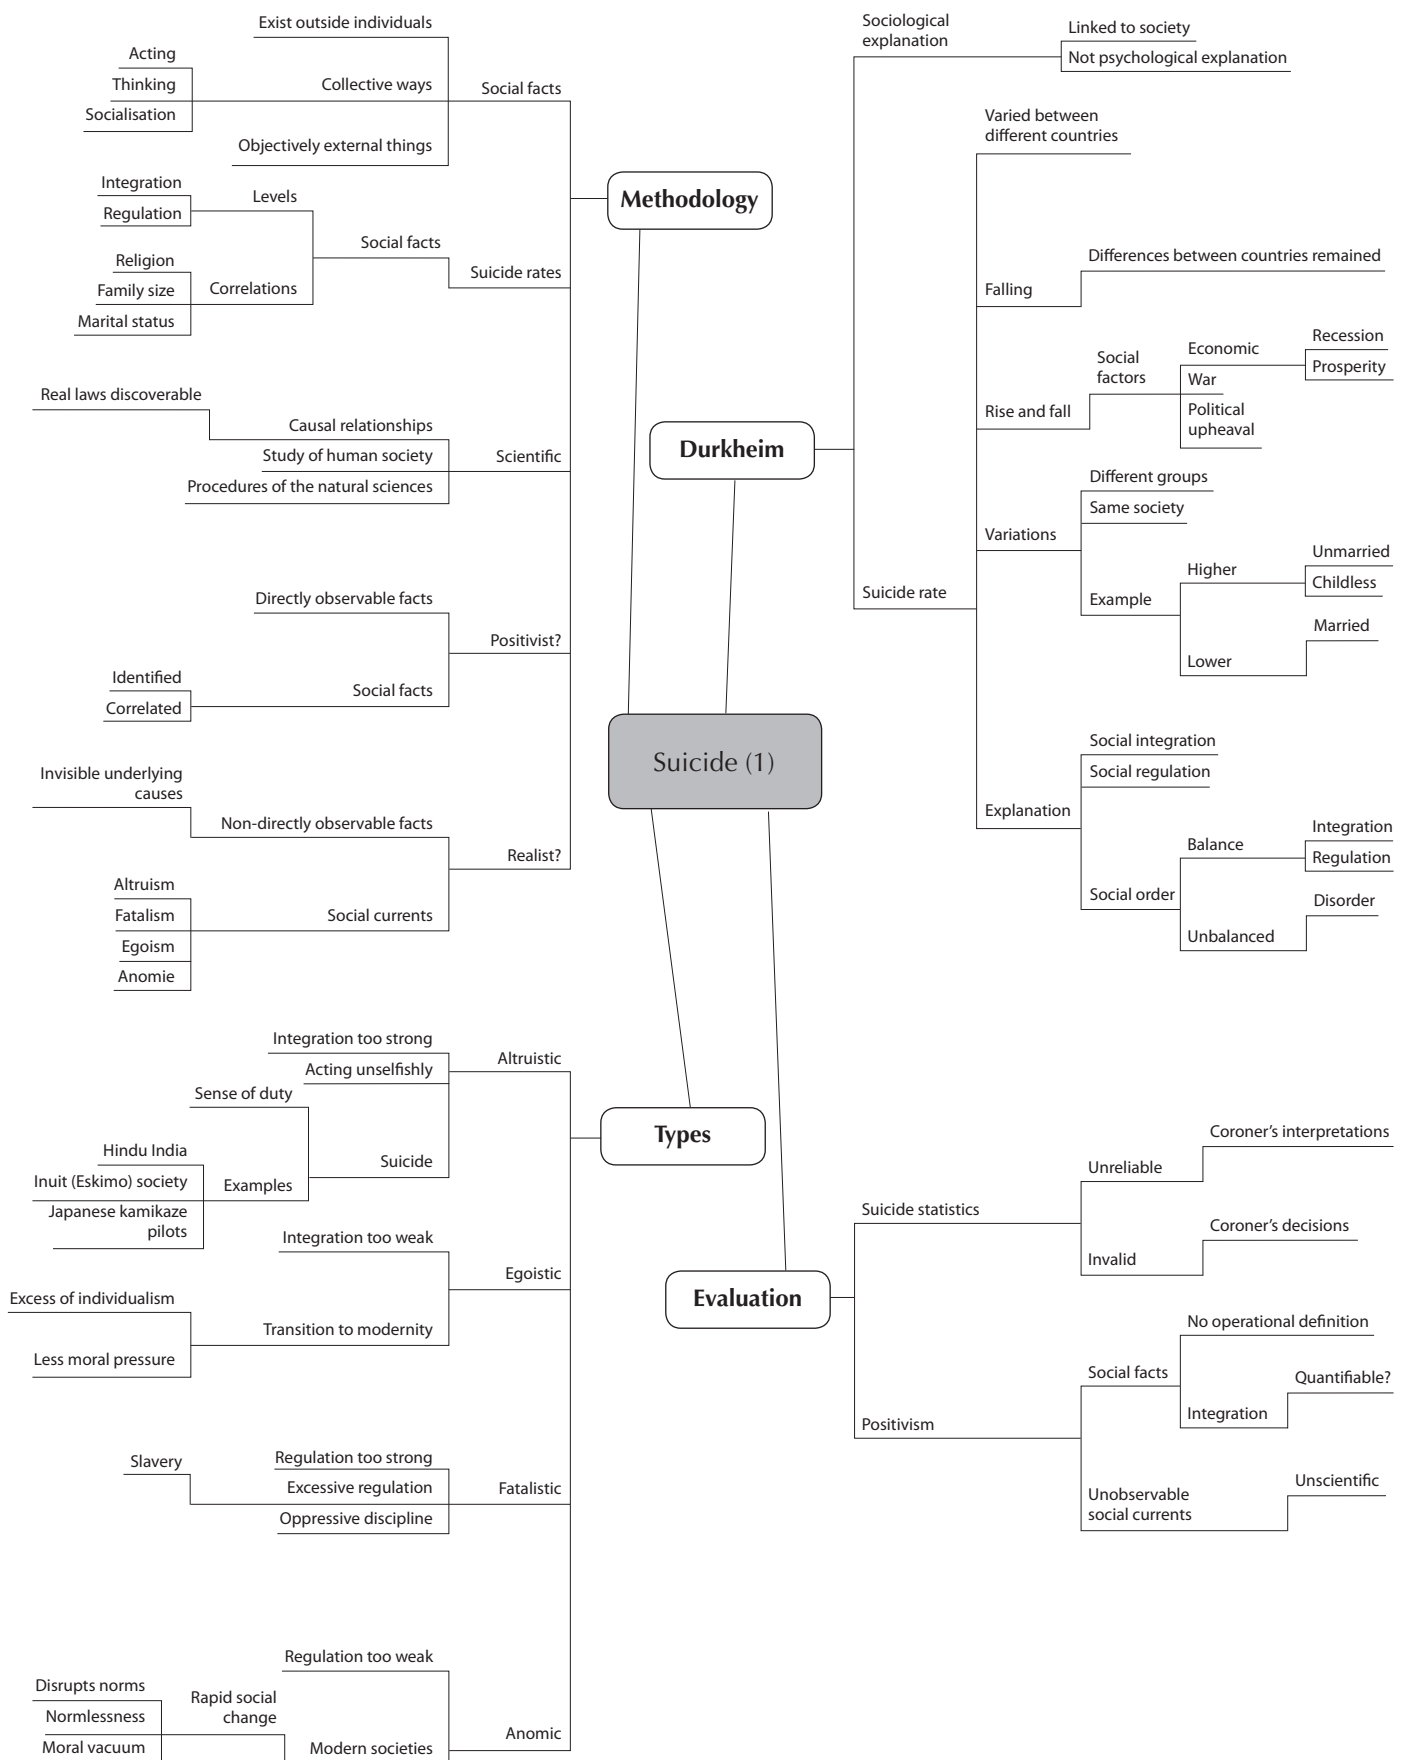 Exist outside individuals
Acting
Thinking
Socialisation
Collective ways
Objectively external things
Social facts
Integration
Regulation
Levels
Religion
Family size
Marital status
Correlations
Social facts
Suicide rates
Real laws discoverable
Causal relationships
Study of human society
Procedures of the natural sciences
Scientific
Directly observable facts
Identified
Correlated
Social facts
Positivist?
Invisible underlying
causes
Non-directly observable facts
Altruism
Fatalism
Egoism
Anomie
Social currents
Realist?
Methodology
Sociological
explanation
Linked to society
Not psychological explanation
Varied between
different countries
Differences between countries remained
Falling
Rise and fall
Social
factors
Economic
Recession
Prosperity
War
Political
upheaval
Different groups
Same society
Variations
Example
Higher
Unmarried
Childless
Lower
Married
Suicide rate
Social integration
Social regulation
Explanation
Social order
Balance
Integration
Regulation
Unbalanced
Disorder
Durkheim
Suicide (1)
Integration too strong
Acting unselfishly
Altruistic
Sense of duty
Hindu India
Inuit (Eskimo) society
Japanese kamikaze
pilots
Examples
Suicide
Integration too weak
Egoistic
Excess of individualism
Less moral pressure
Transition to modernity
Slavery
Regulation too strong
Excessive regulation
Oppressive discipline
Fatalistic
Regulation too weak
Disrupts norms
Normlessness
Moral vacuum
Rapid social
change
Modern societies
Anomic
Types
Coroner's interpretations
Unreliable
Suicide statistics
Coroner's decisions
Invalid
Evaluation
No operational definition
Social facts
Quantifiable?
Integration
Positivism
Unobservable
social currents
Unscientific